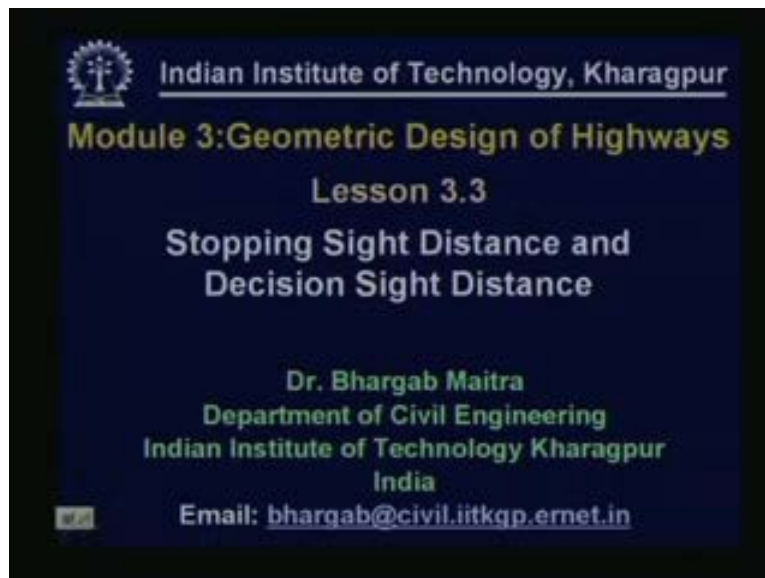 Indian Institute of Technology, Kharagpur
Module 3:Geometric Design of Highways
Lesson 3.3
Stopping Sight Distance and
Decision Sight Distance
Dr. Bhargab Maitra
Department of Civil Engineering
Indian Institute of Technology Kharagpur
India
Email: bhargab@civil.iitkgp.ernet.in